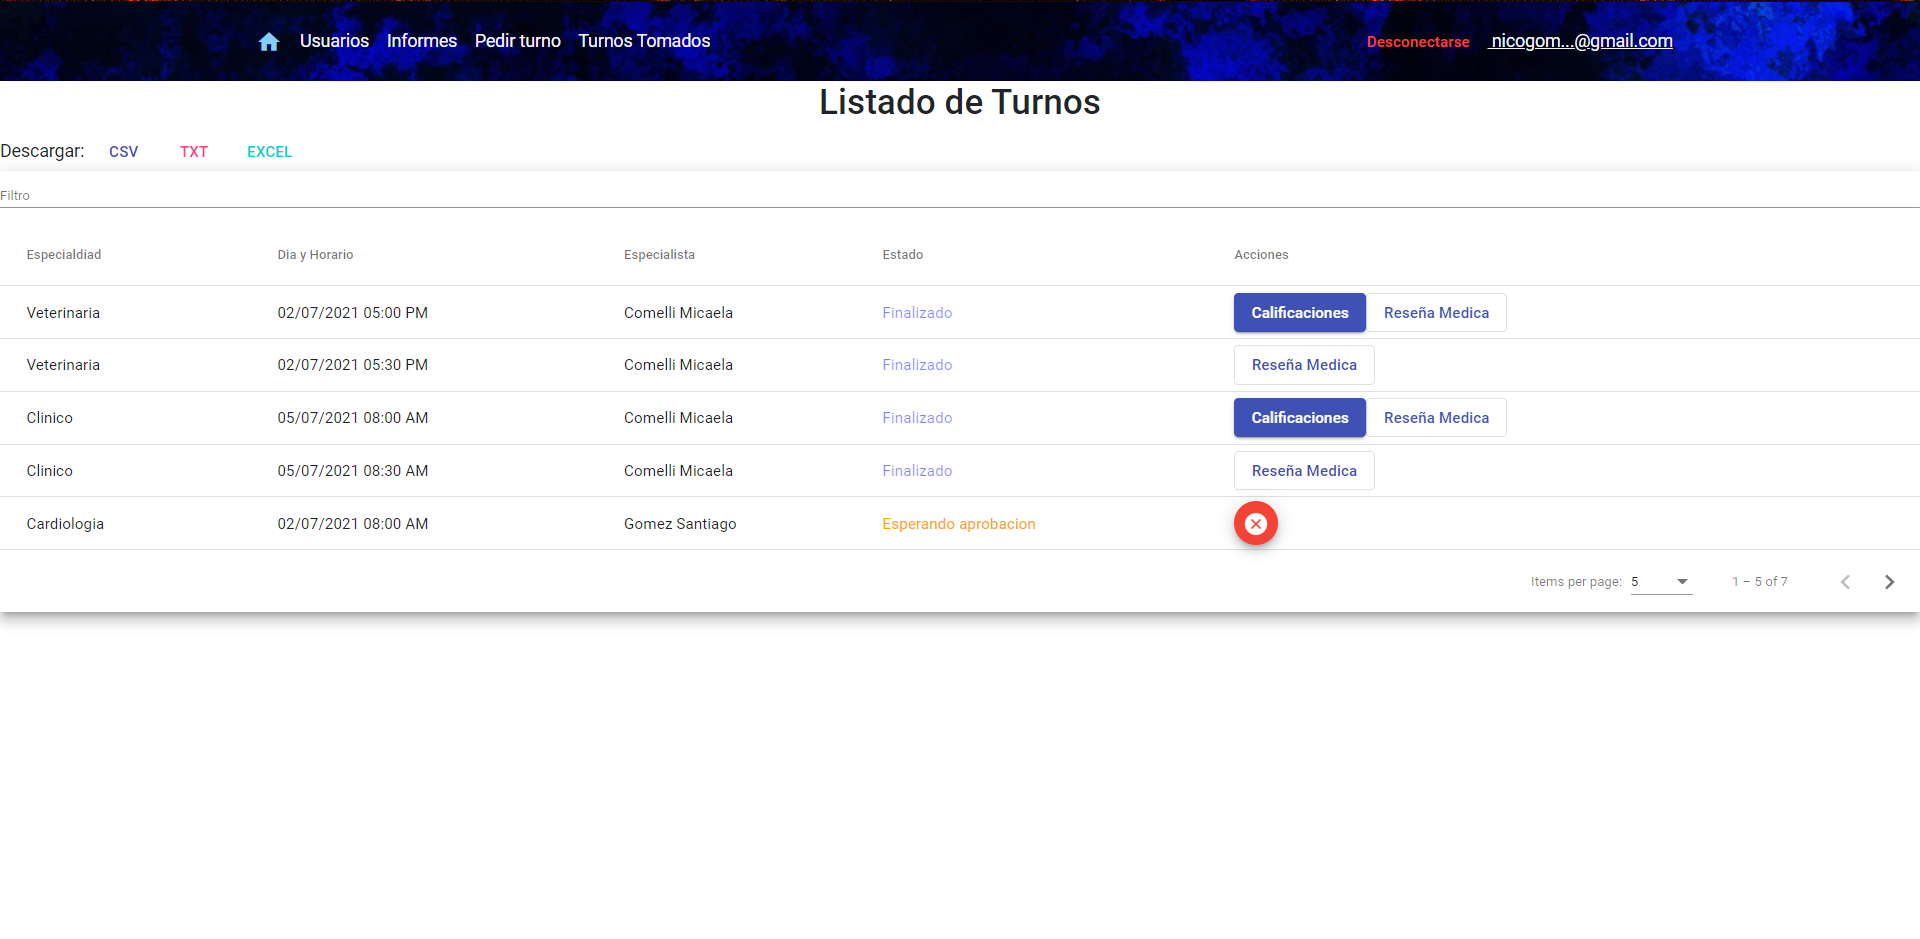 Usuarios Informes Pedir turno Turnos Tomados Desconectarse nicogom...@gmail.com
Listado de Turnos
Descargar: CSV TXT EXCEL
Filtro
Especialdiad Dia y Horario Especialista Estado Acciones
Veterinaria 02/07/2021 05:00 PM Comelli Micaela Finalizado Calificaciones Reseña Medica
Veterinaria 02/07/2021 05:30 PM Comelli Micaela Finalizado Reseña Medica
Clinico 05/07/2021 08:00 AM Comelli Micaela Finalizado Calificaciones Reseña Medica
Clinico 05/07/2021 08:30 AM Comelli Micaela Finalizado Reseña Medica
Cardiologia 02/07/2021 08:00 AM Gomez Santiago Esperando aprobacion
Items per page: 5 1 – 5 of 7